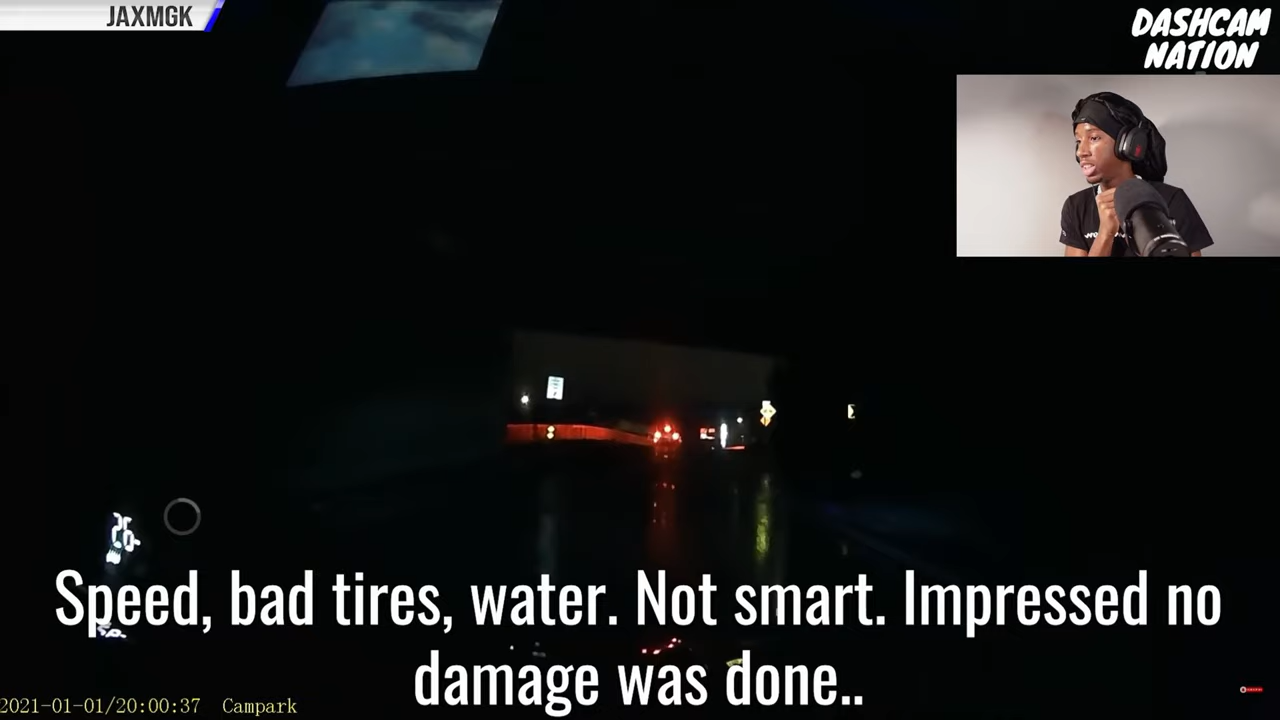 JAXMGK
DASHCAM
NATION
Speed, bad tires, water. Not smart. Impressed no
damage was done..
2021-01-01/20:00:37 Campark